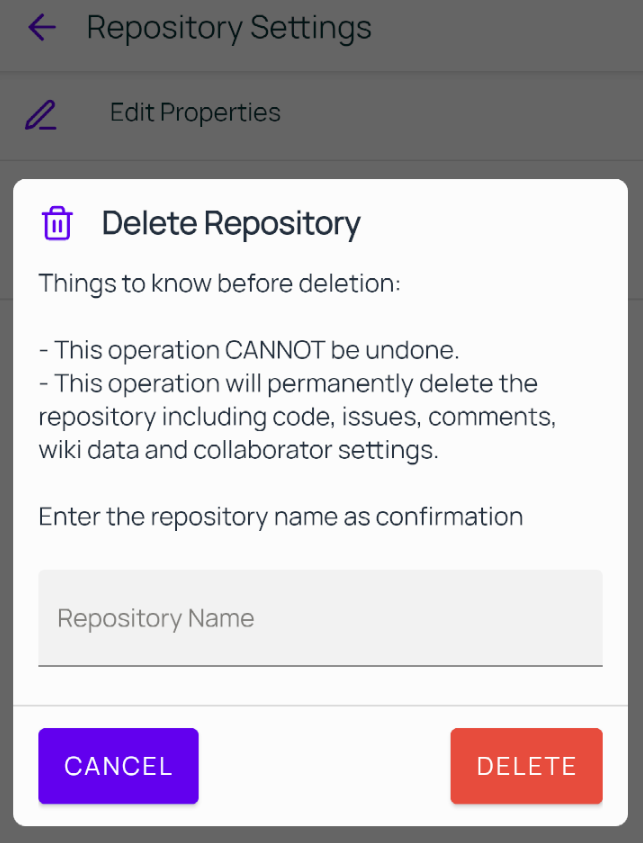 Repository Settings
Edit Properties
Delete Repository
Things to know before deletion:
- This operation CANNOT be undone.
- This operation will permanently delete the
repository including code, issues, comments,
wiki data and collaborator settings.
Enter the repository name as confirmation
Repository Name
CANCEL
DELETE